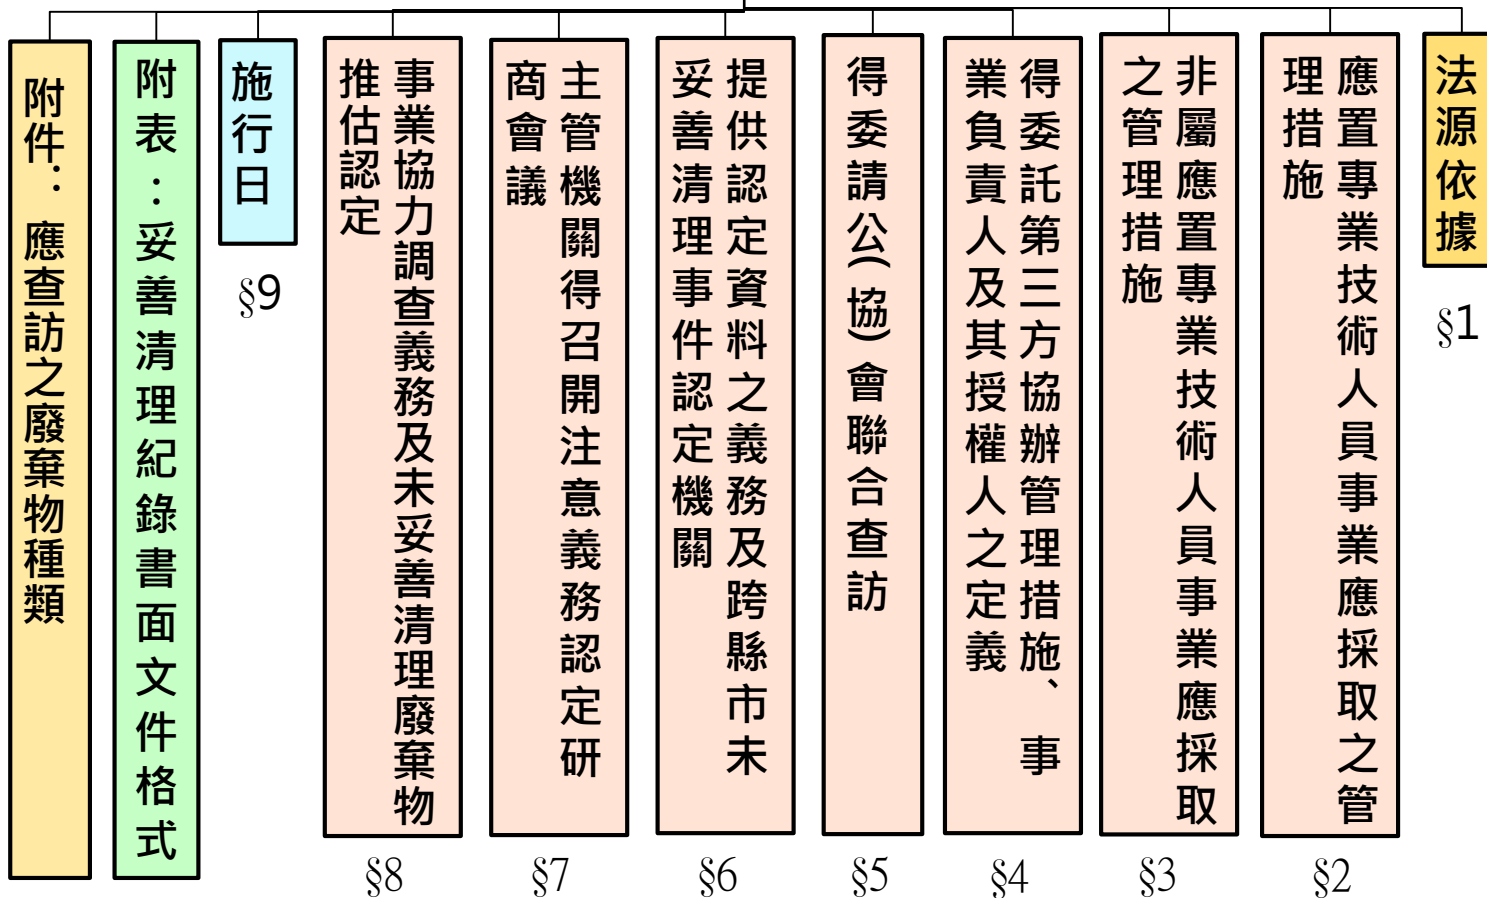 法源依據
§1
應置專業技術人員事業應採取之管
理措施
§2
非屬應置專業技術人員事業應採取
之管理措施
§3
得委託第三方協辦管理措施、事
業負責人及其授權人之定義
§4
得委請公(協)會聯合查訪
§5
提供認定資料之義務及跨縣市未
妥善清理事件認定機關
§6
主管機關得召開注意義務認定研
商會議
§7
事業協力調查義務及未妥善清理廢棄物
推估認定
§8
施行日
§9
附表:妥善清理紀錄書面文件格式
附件:應查訪之廢棄物種類